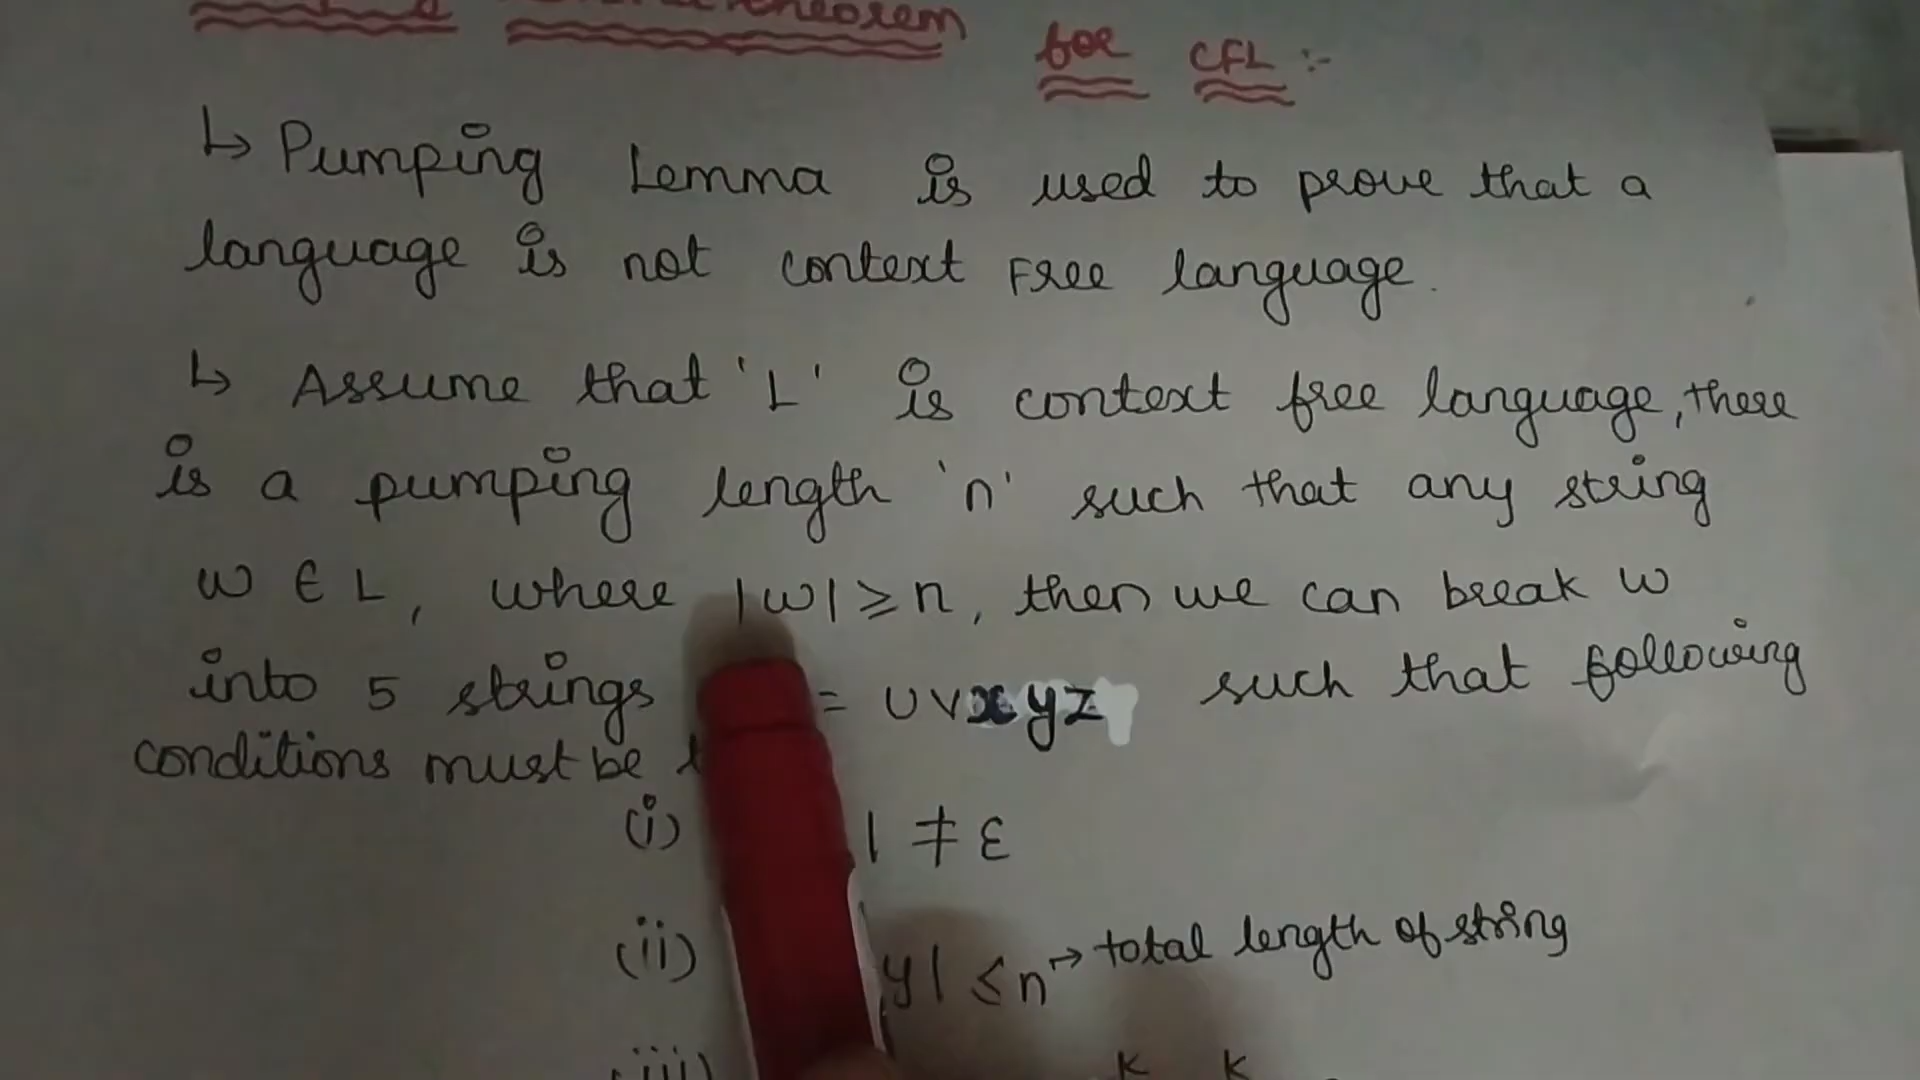 theorem for CFL :-
↳ Pumping Lemma is used to prove that a
language is not context Free language.
↳ Assume that 'L' is context free language, there
is a pumping length 'n' such that any string
w ∈ L, where |w| ≥ n, then we can break w
into 5 strings = uvxyz such that following
conditions must be
(i) | ≠ ε
(ii) y| ≤ n → total length of string
(iii) k k